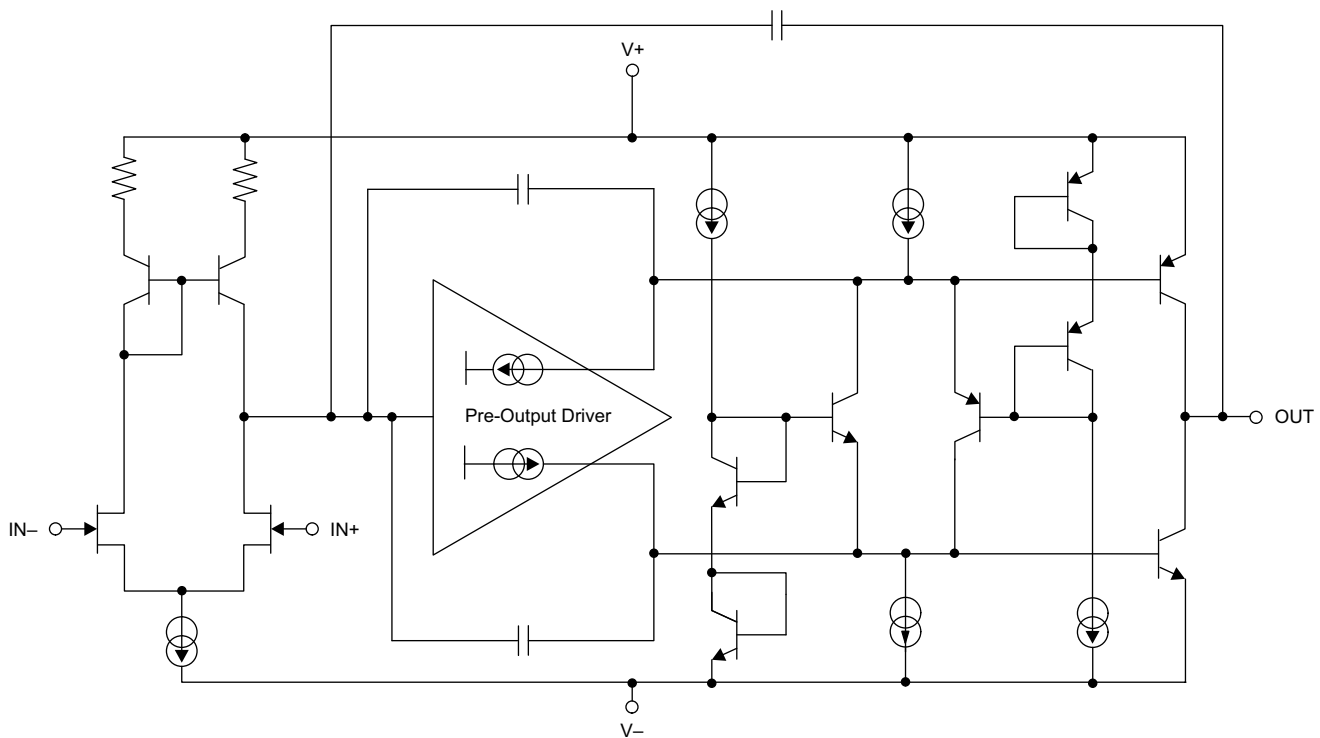 V+
Pre-Output Driver
OUT
IN–
IN+
V–